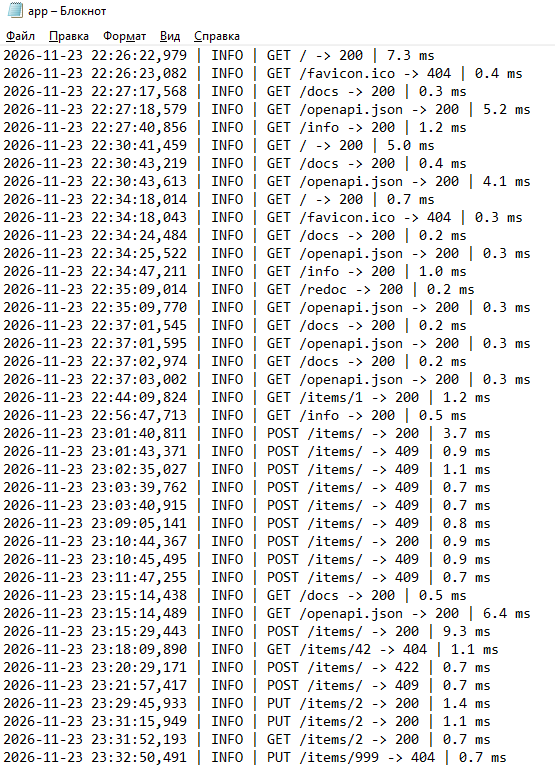 app – Блокнот
Файл Правка Формат Вид Справка
2026-11-23 22:26:22,979 | INFO | GET / -> 200 | 7.3 ms
2026-11-23 22:26:23,082 | INFO | GET /favicon.ico -> 404 | 0.4 ms
2026-11-23 22:27:17,568 | INFO | GET /docs -> 200 | 0.3 ms
2026-11-23 22:27:18,579 | INFO | GET /openapi.json -> 200 | 5.2 ms
2026-11-23 22:27:40,856 | INFO | GET /info -> 200 | 1.2 ms
2026-11-23 22:30:41,459 | INFO | GET / -> 200 | 5.0 ms
2026-11-23 22:30:43,219 | INFO | GET /docs -> 200 | 0.4 ms
2026-11-23 22:30:43,613 | INFO | GET /openapi.json -> 200 | 4.1 ms
2026-11-23 22:34:18,014 | INFO | GET / -> 200 | 0.7 ms
2026-11-23 22:34:18,043 | INFO | GET /favicon.ico -> 404 | 0.3 ms
2026-11-23 22:34:24,484 | INFO | GET /docs -> 200 | 0.2 ms
2026-11-23 22:34:25,522 | INFO | GET /openapi.json -> 200 | 0.3 ms
2026-11-23 22:34:47,211 | INFO | GET /info -> 200 | 1.0 ms
2026-11-23 22:35:09,014 | INFO | GET /redoc -> 200 | 0.2 ms
2026-11-23 22:35:09,770 | INFO | GET /openapi.json -> 200 | 0.3 ms
2026-11-23 22:37:01,545 | INFO | GET /docs -> 200 | 0.2 ms
2026-11-23 22:37:01,595 | INFO | GET /openapi.json -> 200 | 0.3 ms
2026-11-23 22:37:02,974 | INFO | GET /docs -> 200 | 0.2 ms
2026-11-23 22:37:03,002 | INFO | GET /openapi.json -> 200 | 0.3 ms
2026-11-23 22:44:09,824 | INFO | GET /items/1 -> 200 | 1.2 ms
2026-11-23 22:56:47,713 | INFO | GET /info -> 200 | 0.5 ms
2026-11-23 23:01:40,811 | INFO | POST /items/ -> 200 | 3.7 ms
2026-11-23 23:01:43,371 | INFO | POST /items/ -> 409 | 0.9 ms
2026-11-23 23:02:35,027 | INFO | POST /items/ -> 409 | 1.1 ms
2026-11-23 23:03:39,762 | INFO | POST /items/ -> 409 | 0.7 ms
2026-11-23 23:03:40,915 | INFO | POST /items/ -> 409 | 0.7 ms
2026-11-23 23:09:05,141 | INFO | POST /items/ -> 409 | 0.8 ms
2026-11-23 23:10:44,367 | INFO | POST /items/ -> 200 | 0.9 ms
2026-11-23 23:10:45,495 | INFO | POST /items/ -> 409 | 0.9 ms
2026-11-23 23:11:47,255 | INFO | POST /items/ -> 409 | 0.7 ms
2026-11-23 23:15:14,438 | INFO | GET /docs -> 200 | 0.5 ms
2026-11-23 23:15:14,489 | INFO | GET /openapi.json -> 200 | 6.4 ms
2026-11-23 23:15:29,443 | INFO | POST /items/ -> 200 | 9.3 ms
2026-11-23 23:18:09,890 | INFO | GET /items/42 -> 404 | 1.1 ms
2026-11-23 23:20:29,171 | INFO | POST /items/ -> 422 | 0.7 ms
2026-11-23 23:21:57,417 | INFO | POST /items/ -> 409 | 0.7 ms
2026-11-23 23:29:45,933 | INFO | PUT /items/2 -> 200 | 1.4 ms
2026-11-23 23:31:15,949 | INFO | PUT /items/2 -> 200 | 1.1 ms
2026-11-23 23:31:52,193 | INFO | GET /items/2 -> 200 | 0.7 ms
2026-11-23 23:32:50,491 | INFO | PUT /items/999 -> 404 | 0.7 ms